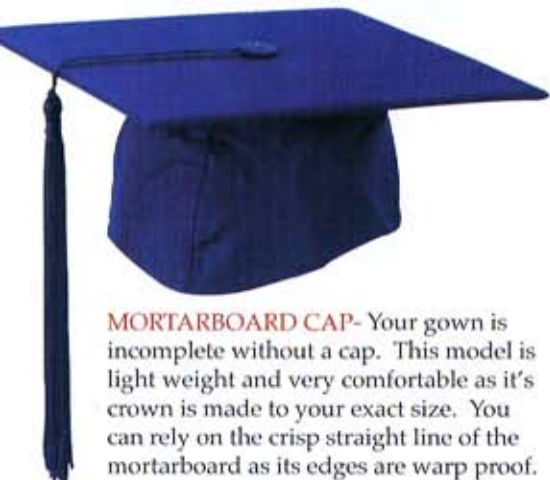 MORTARBOARD CAP- Your gown is
incomplete without a cap. This model is
light weight and very comfortable as it's
crown is made to your exact size. You
can rely on the crisp straight line of the
mortarboard as its edges are warp proof.